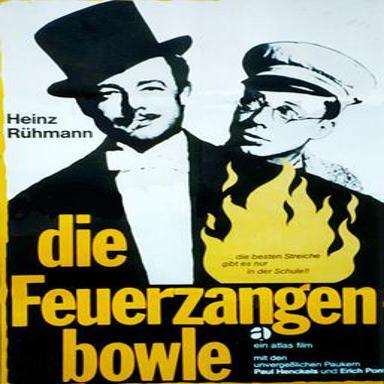 Heinz
Rühmann
die
...die besten Streiche
gibt es nur
in der Schule!!
Feuerzangen
bowle
a
ein atlas film
mit den
unvergeßlichen Paukern
Paul Henckels und Erich Pon